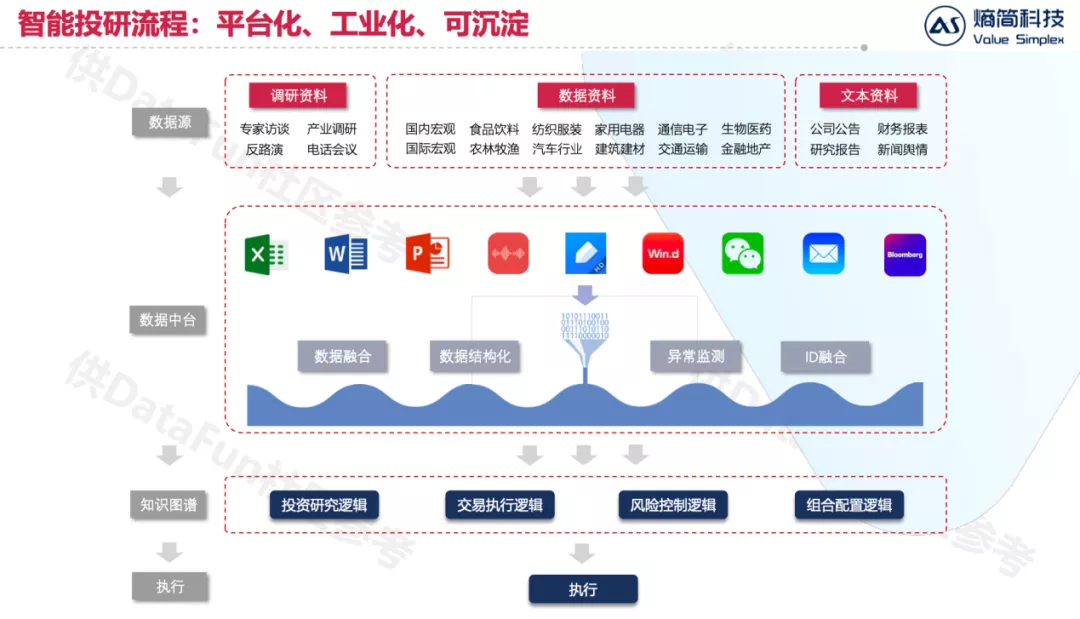 智能投研流程：平台化、工业化、可沉淀
熵简科技
Value Simplex
数据源
调研资料
专家访谈 产业调研
反路演 电话会议
数据资料
国内宏观 食品饮料 纺织服装 家用电器 通信电子 生物医药
国际宏观 农林牧渔 汽车行业 建筑建材 交通运输 金融地产
文本资料
公司公告 财务报表
研究报告 新闻舆情
数据中台
X
W
P
HD
Win.d
Bloomberg
10101110011
01110100100
00111010110
11110000010
数据融合
数据结构化
异常监测
ID融合
知识图谱
投资研究逻辑
交易执行逻辑
风险控制逻辑
组合配置逻辑
执行
执行
供DataFun社区参考
供DataFun社区参考